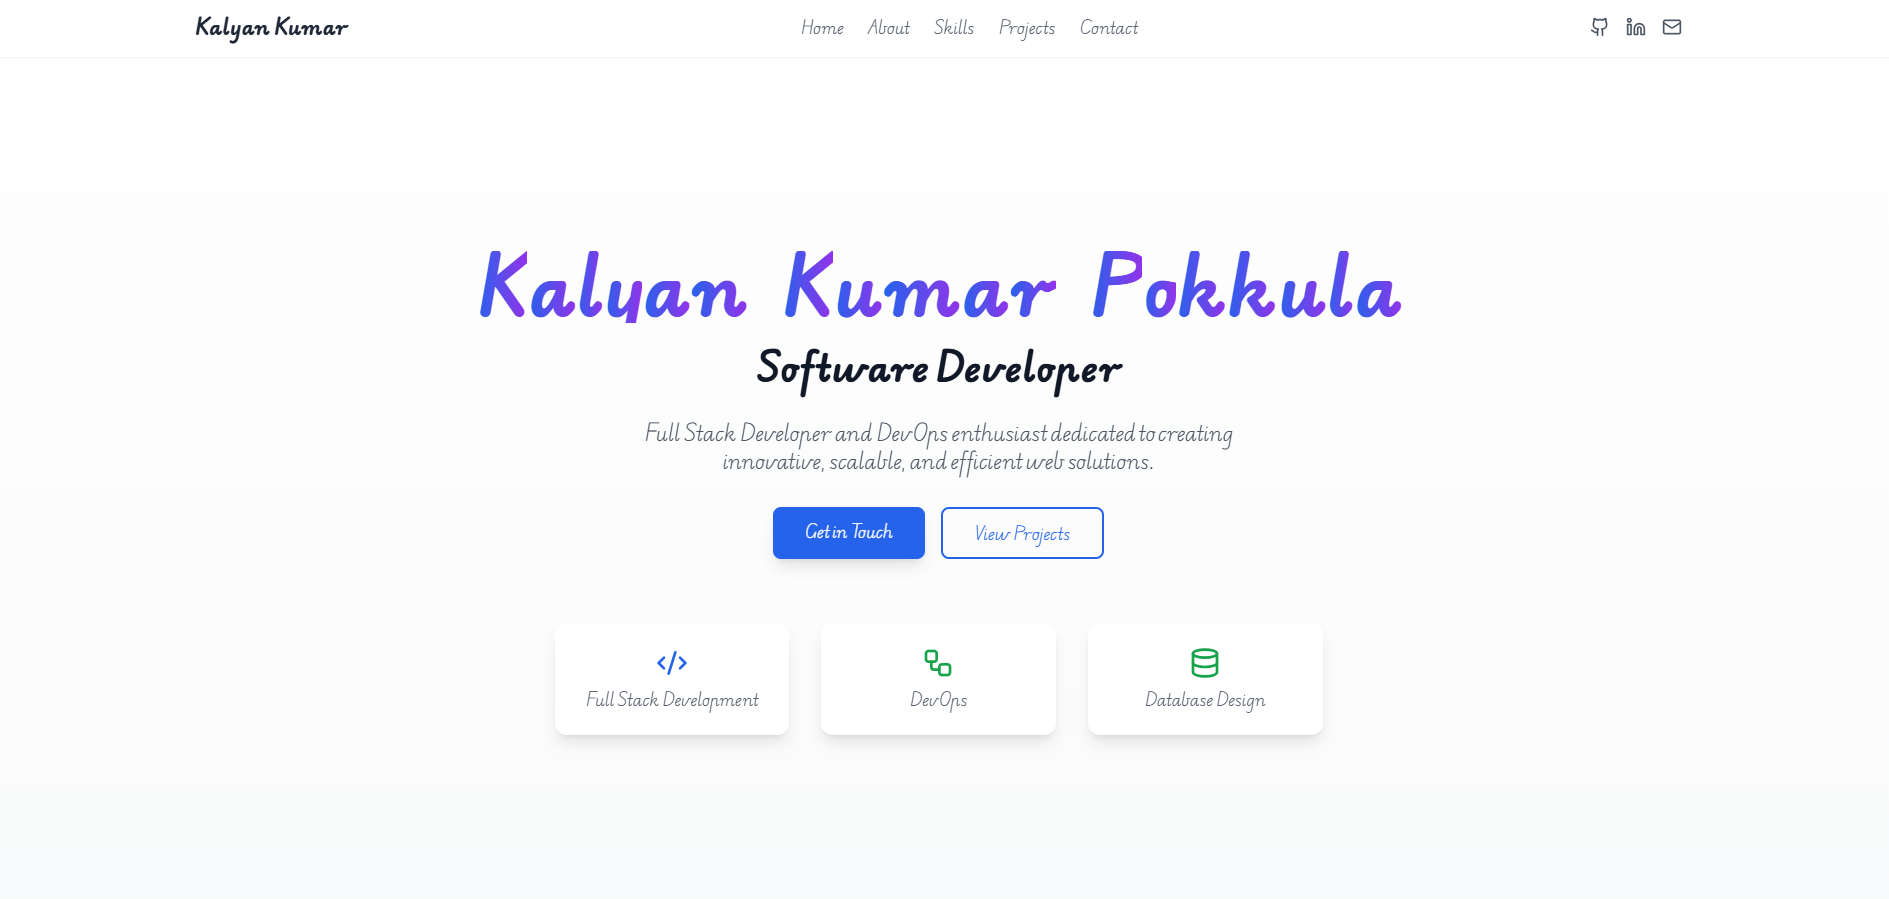 Kalyan Kumar
Home About Skills Projects Contact
Kalyan Kumar Pokkula
Software Developer
Full Stack Developer and DevOps enthusiast dedicated to creating
innovative, scalable, and efficient web solutions.
Get in Touch
View Projects
Full Stack Development
DevOps
Database Design